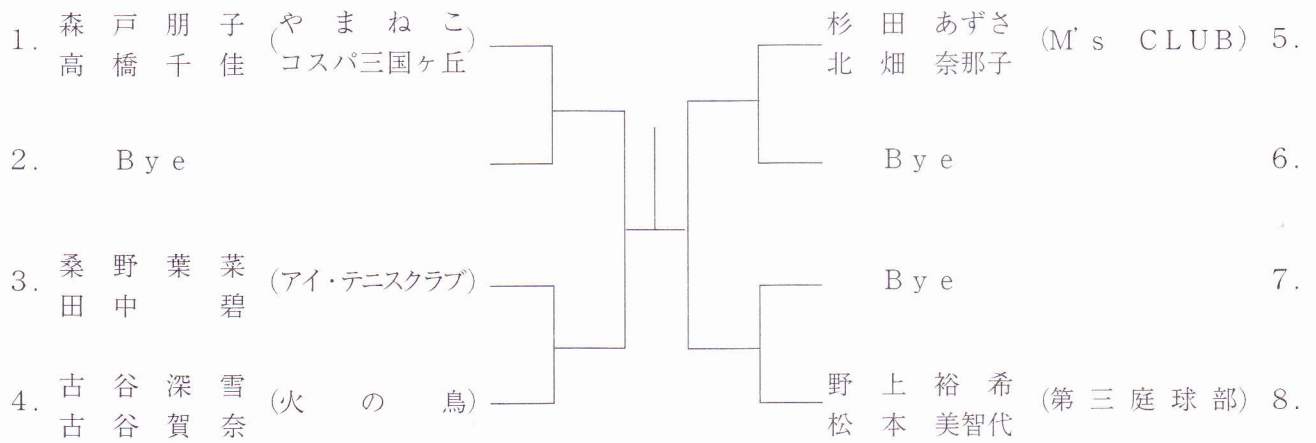 1. 森戸朋子 (やまねこ
高橋千佳 コスパ三国ヶ丘)
2. Bye
3. 桑野葉菜 (アイ・テニスクラブ)
田中 碧
4. 古谷深雪 (火の鳥)
古谷賀奈
杉田あずさ (M's CLUB) 5.
北畑奈那子
Bye 6.
Bye 7.
野上裕希 (第三庭球部) 8.
松本美智代